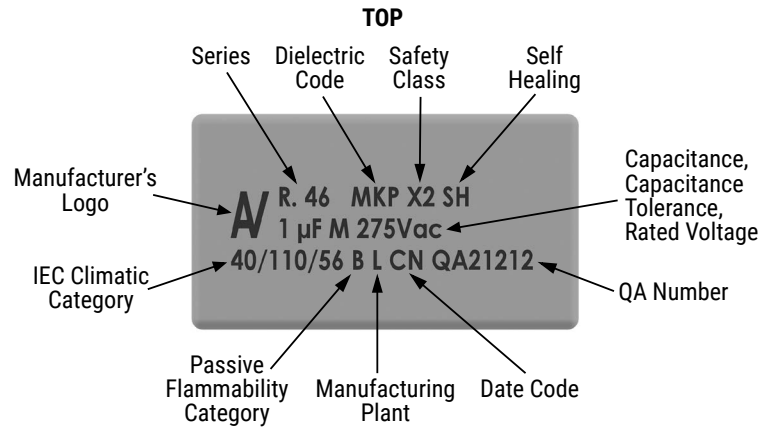 TOP
Series
Dielectric
Code
Safety
Class
Self
Healing
Manufacturer's
Logo
R. 46 MKP X2 SH
1 µF M 275Vac
40/110/56 B L CN QA21212
Capacitance,
Capacitance
Tolerance,
Rated Voltage
IEC Climatic
Category
QA Number
Passive
Flammability
Category
Manufacturing
Plant
Date Code